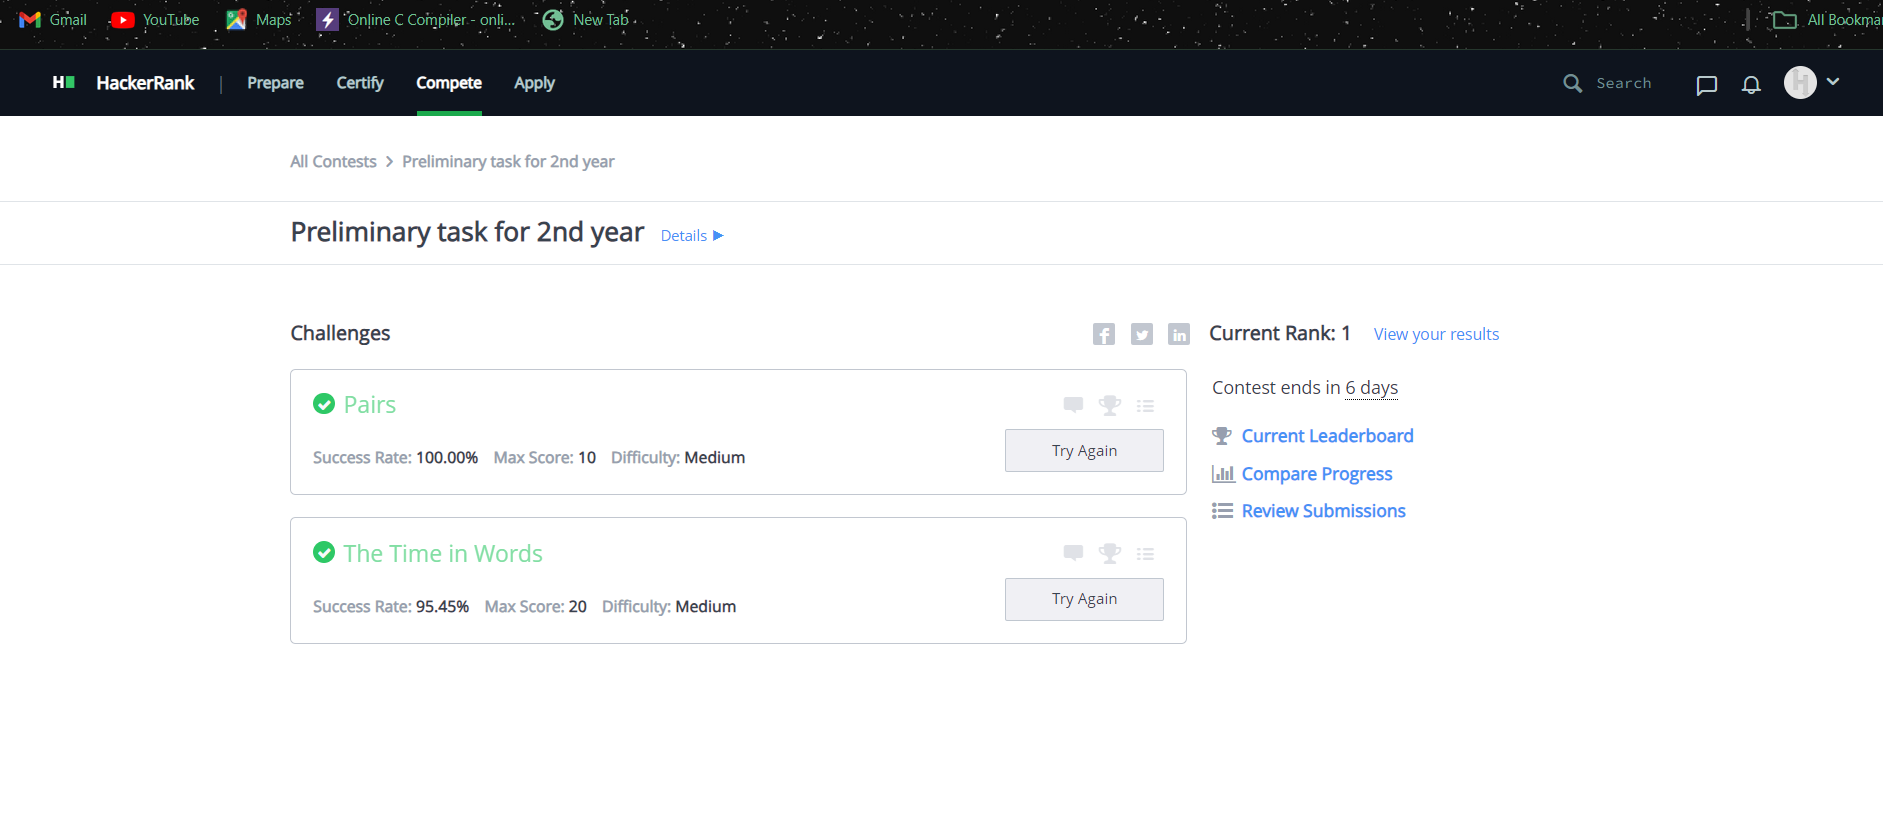 Gmail YouTube Maps Online C Compiler - onli... New Tab All Bookmar
H HackerRank | Prepare Certify Compete Apply Search
All Contests > Preliminary task for 2nd year
Preliminary task for 2nd year Details
Challenges
Pairs
Success Rate: 100.00% Max Score: 10 Difficulty: Medium
Try Again
The Time in Words
Success Rate: 95.45% Max Score: 20 Difficulty: Medium
Try Again
Current Rank: 1 View your results
Contest ends in 6 days
Current Leaderboard
Compare Progress
Review Submissions